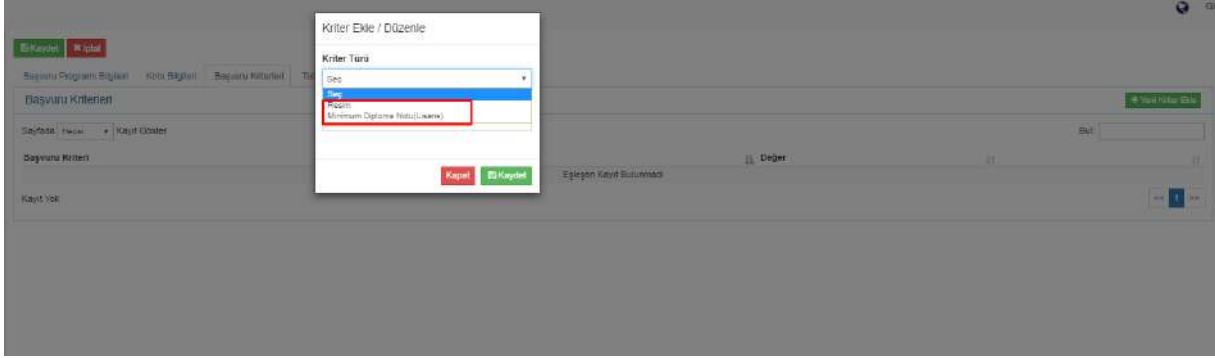 Kriter Ekle / Düzenle
Kaydet İptal
Kriter Türü
Başvuru Programı Bilgileri Kota Bilgileri Başvuru Kriterleri
Seç
Seç
Resim
Minimum Diploma Notu(Lisans)
Başvuru Kriterleri
Yeni Kriter Ekle
Sayfada Hepsi Kayıt Göster
Bul:
Başvuru Kriteri Değer
Kapat Kaydet
Eşleşen Kayıt Bulunmadı
Kayıt Yok
<< 1 >>